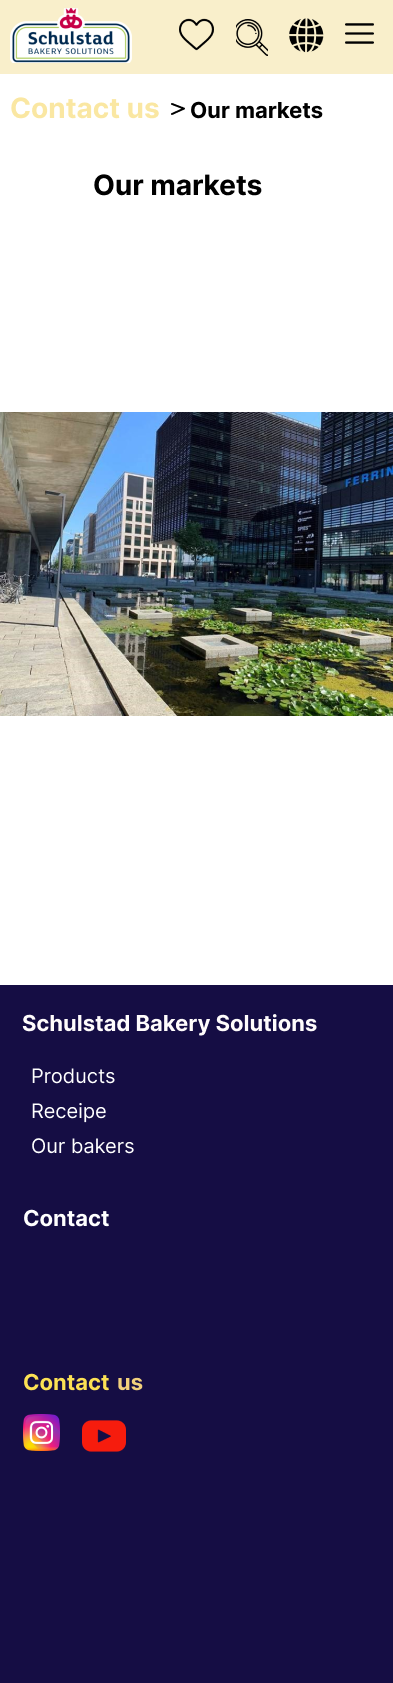 Schulstad
BAKERY SOLUTIONS
Contact us > Our markets
Our markets
FERRIN
Schulstad Bakery Solutions
Products
Receipe
Our bakers
Contact
Contact us